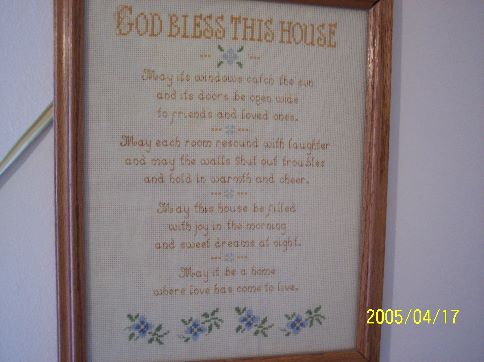 GOD BLESS THIS HOUSE
May its windows catch the sun
and its doors be open wide
to friends and loved ones.
May each room resound with laughter
and may the walls shut out troubles
and hold in warmth and cheer.
May this house be filled
with joy in the morning
and sweet dreams at night.
May it be a home
where love has come to live.
2005/04/17